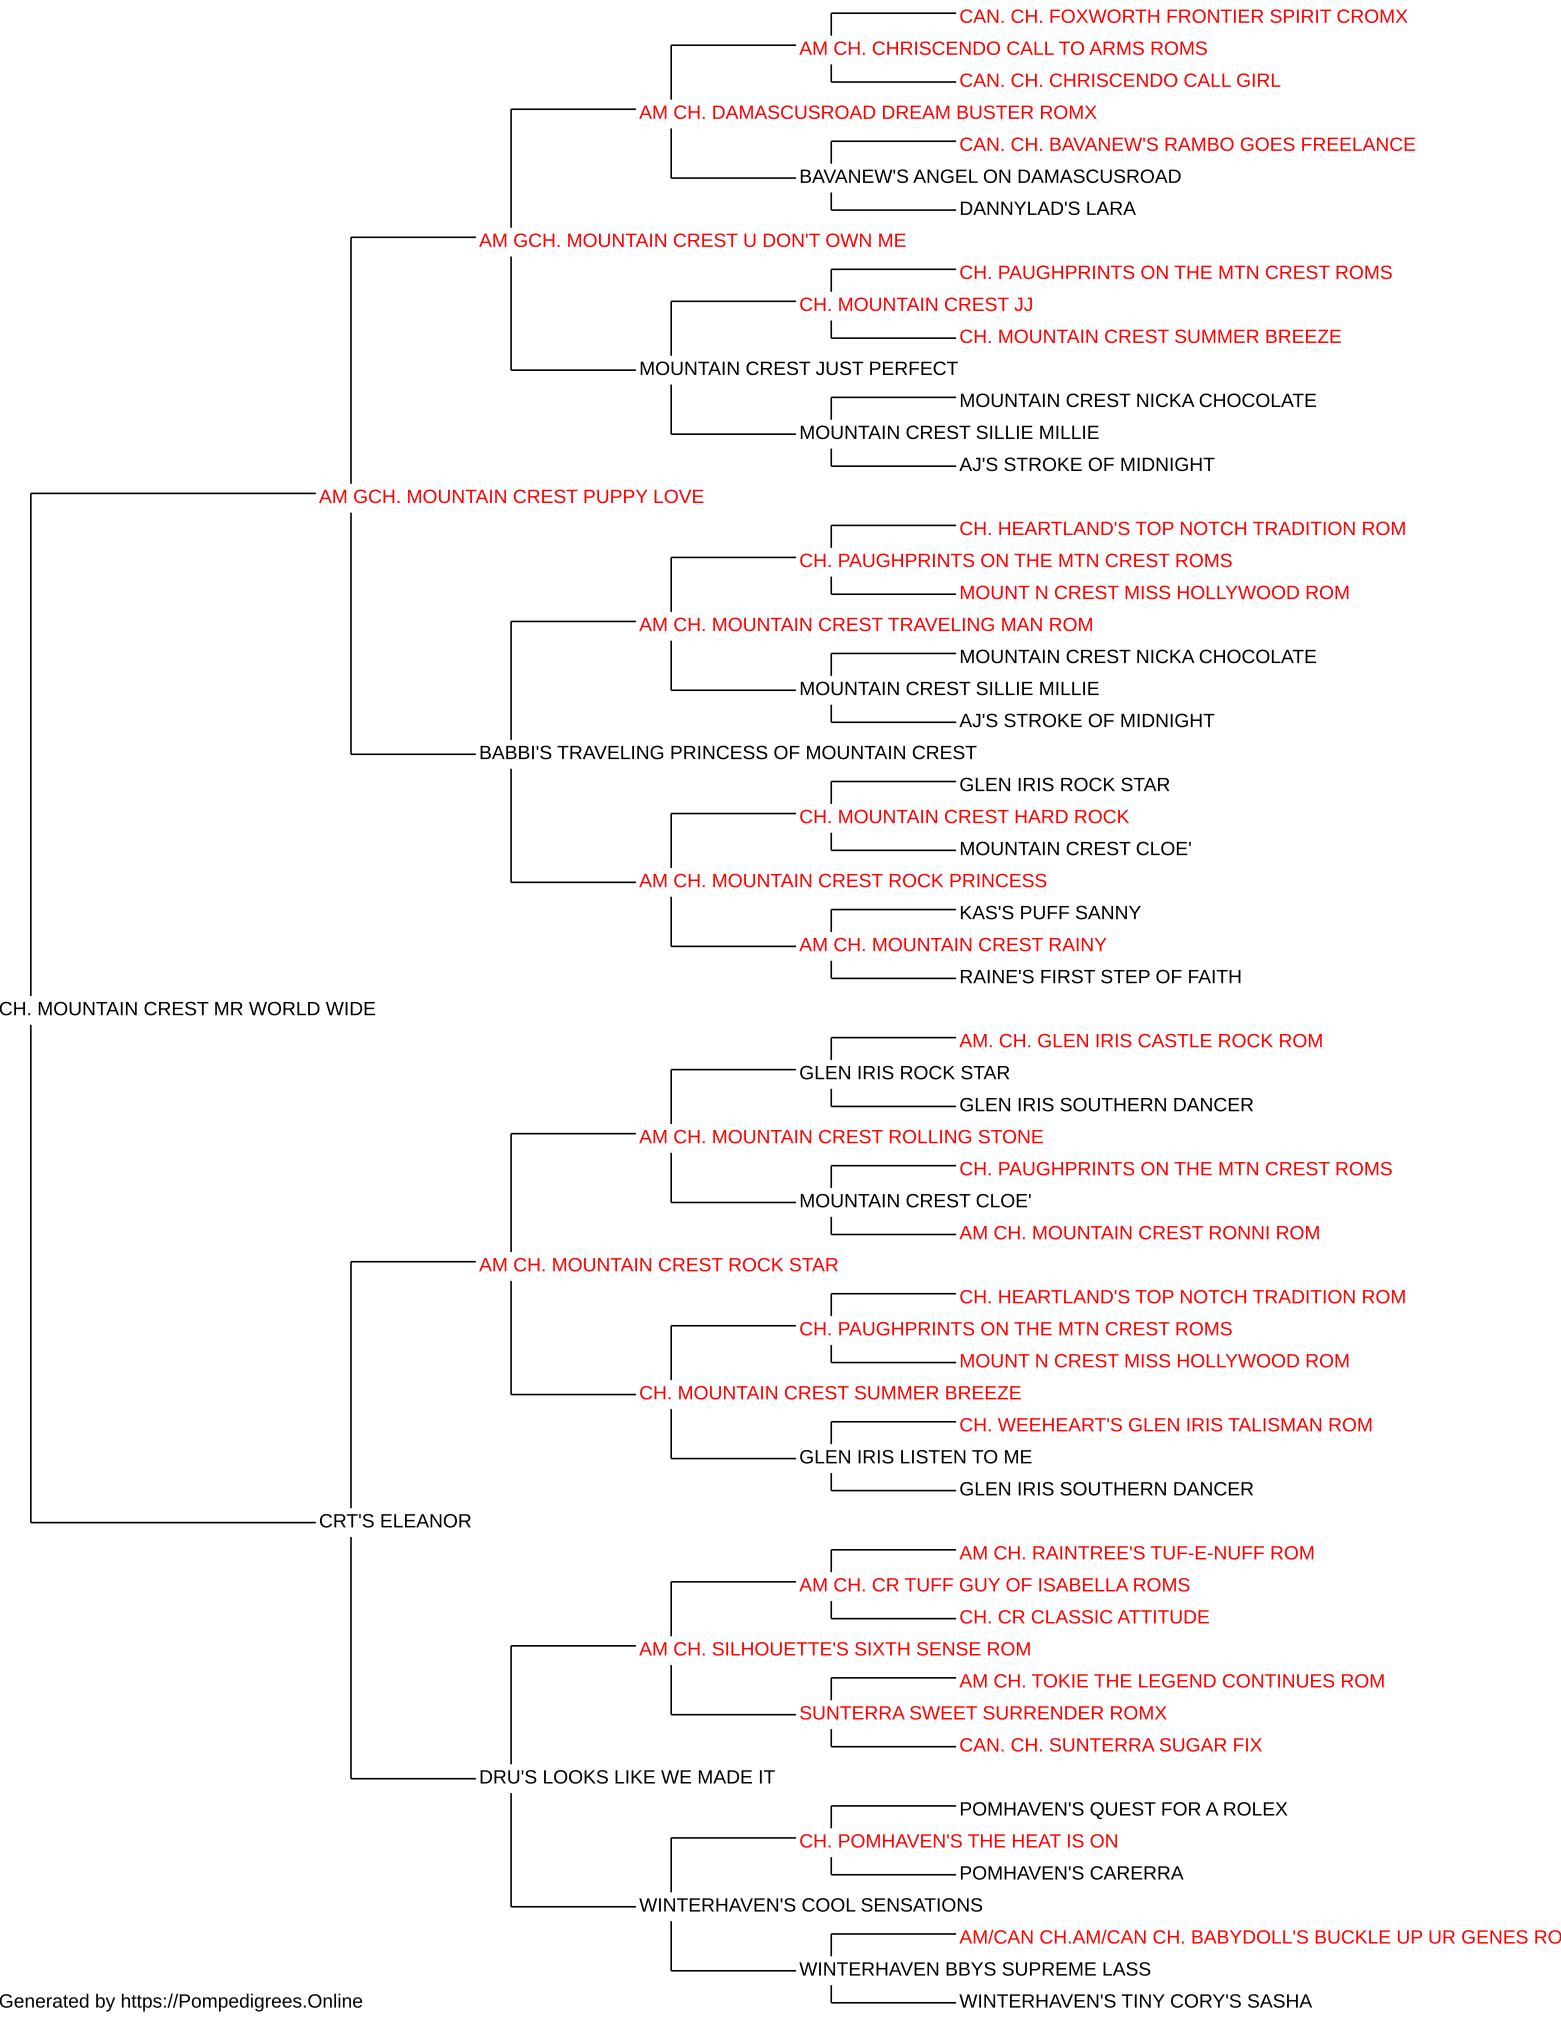 CAN. CH. FOXWORTH FRONTIER SPIRIT CROMX
AM CH. CHRISCENDO CALL TO ARMS ROMS
CAN. CH. CHRISCENDO CALL GIRL
AM CH. DAMASCUSROAD DREAM BUSTER ROMX
CAN. CH. BAVANEW'S RAMBO GOES FREELANCE
BAVANEW'S ANGEL ON DAMASCUSROAD
DANNYLAD'S LARA
AM GCH. MOUNTAIN CREST U DON'T OWN ME
CH. PAUGHPRINTS ON THE MTN CREST ROMS
CH. MOUNTAIN CREST JJ
CH. MOUNTAIN CREST SUMMER BREEZE
MOUNTAIN CREST JUST PERFECT
MOUNTAIN CREST NICKA CHOCOLATE
MOUNTAIN CREST SILLIE MILLIE
AJ'S STROKE OF MIDNIGHT
AM GCH. MOUNTAIN CREST PUPPY LOVE
CH. HEARTLAND'S TOP NOTCH TRADITION ROM
CH. PAUGHPRINTS ON THE MTN CREST ROMS
MOUNT N CREST MISS HOLLYWOOD ROM
AM CH. MOUNTAIN CREST TRAVELING MAN ROM
MOUNTAIN CREST NICKA CHOCOLATE
MOUNTAIN CREST SILLIE MILLIE
AJ'S STROKE OF MIDNIGHT
BABBI'S TRAVELING PRINCESS OF MOUNTAIN CREST
GLEN IRIS ROCK STAR
CH. MOUNTAIN CREST HARD ROCK
MOUNTAIN CREST CLOE'
AM CH. MOUNTAIN CREST ROCK PRINCESS
KAS'S PUFF SANNY
AM CH. MOUNTAIN CREST RAINY
RAINE'S FIRST STEP OF FAITH
CH. MOUNTAIN CREST MR WORLD WIDE
AM. CH. GLEN IRIS CASTLE ROCK ROM
GLEN IRIS ROCK STAR
GLEN IRIS SOUTHERN DANCER
AM CH. MOUNTAIN CREST ROLLING STONE
CH. PAUGHPRINTS ON THE MTN CREST ROMS
MOUNTAIN CREST CLOE'
AM CH. MOUNTAIN CREST RONNI ROM
AM CH. MOUNTAIN CREST ROCK STAR
CH. HEARTLAND'S TOP NOTCH TRADITION ROM
CH. PAUGHPRINTS ON THE MTN CREST ROMS
MOUNT N CREST MISS HOLLYWOOD ROM
CH. MOUNTAIN CREST SUMMER BREEZE
CH. WEEHEART'S GLEN IRIS TALISMAN ROM
GLEN IRIS LISTEN TO ME
GLEN IRIS SOUTHERN DANCER
CRT'S ELEANOR
AM CH. RAINTREE'S TUF-E-NUFF ROM
AM CH. CR TUFF GUY OF ISABELLA ROMS
CH. CR CLASSIC ATTITUDE
AM CH. SILHOUETTE'S SIXTH SENSE ROM
AM CH. TOKIE THE LEGEND CONTINUES ROM
SUNTERRA SWEET SURRENDER ROMX
CAN. CH. SUNTERRA SUGAR FIX
DRU'S LOOKS LIKE WE MADE IT
POMHAVEN'S QUEST FOR A ROLEX
CH. POMHAVEN'S THE HEAT IS ON
POMHAVEN'S CARERRA
WINTERHAVEN'S COOL SENSATIONS
AM/CAN CH.AM/CAN CH. BABYDOLL'S BUCKLE UP UR GENES RO
WINTERHAVEN BBYS SUPREME LASS
WINTERHAVEN'S TINY CORY'S SASHA
Generated by https://Pompedigrees.Online